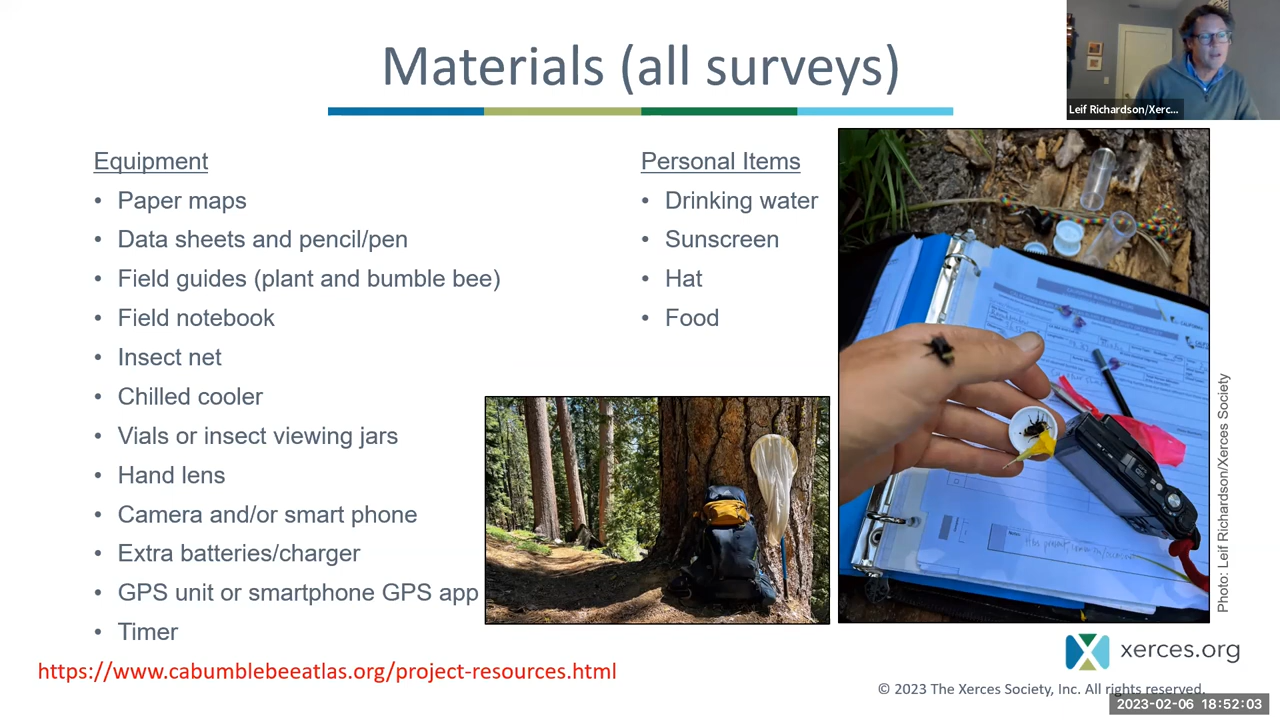 Materials (all surveys)
Leif Richardson/Xerc...
Equipment
• Paper maps
• Data sheets and pencil/pen
• Field guides (plant and bumble bee)
• Field notebook
• Insect net
• Chilled cooler
• Vials or insect viewing jars
• Hand lens
• Camera and/or smart phone
• Extra batteries/charger
• GPS unit or smartphone GPS app
• Timer
Personal Items
• Drinking water
• Sunscreen
• Hat
• Food
Photo: Leif Richardson/Xerces Society
https://www.cabumblebeeatlas.org/project-resources.html
xerces.org
© 2023 The Xerces Society, Inc. All rights reserved.
2023-02-06 18:52:03